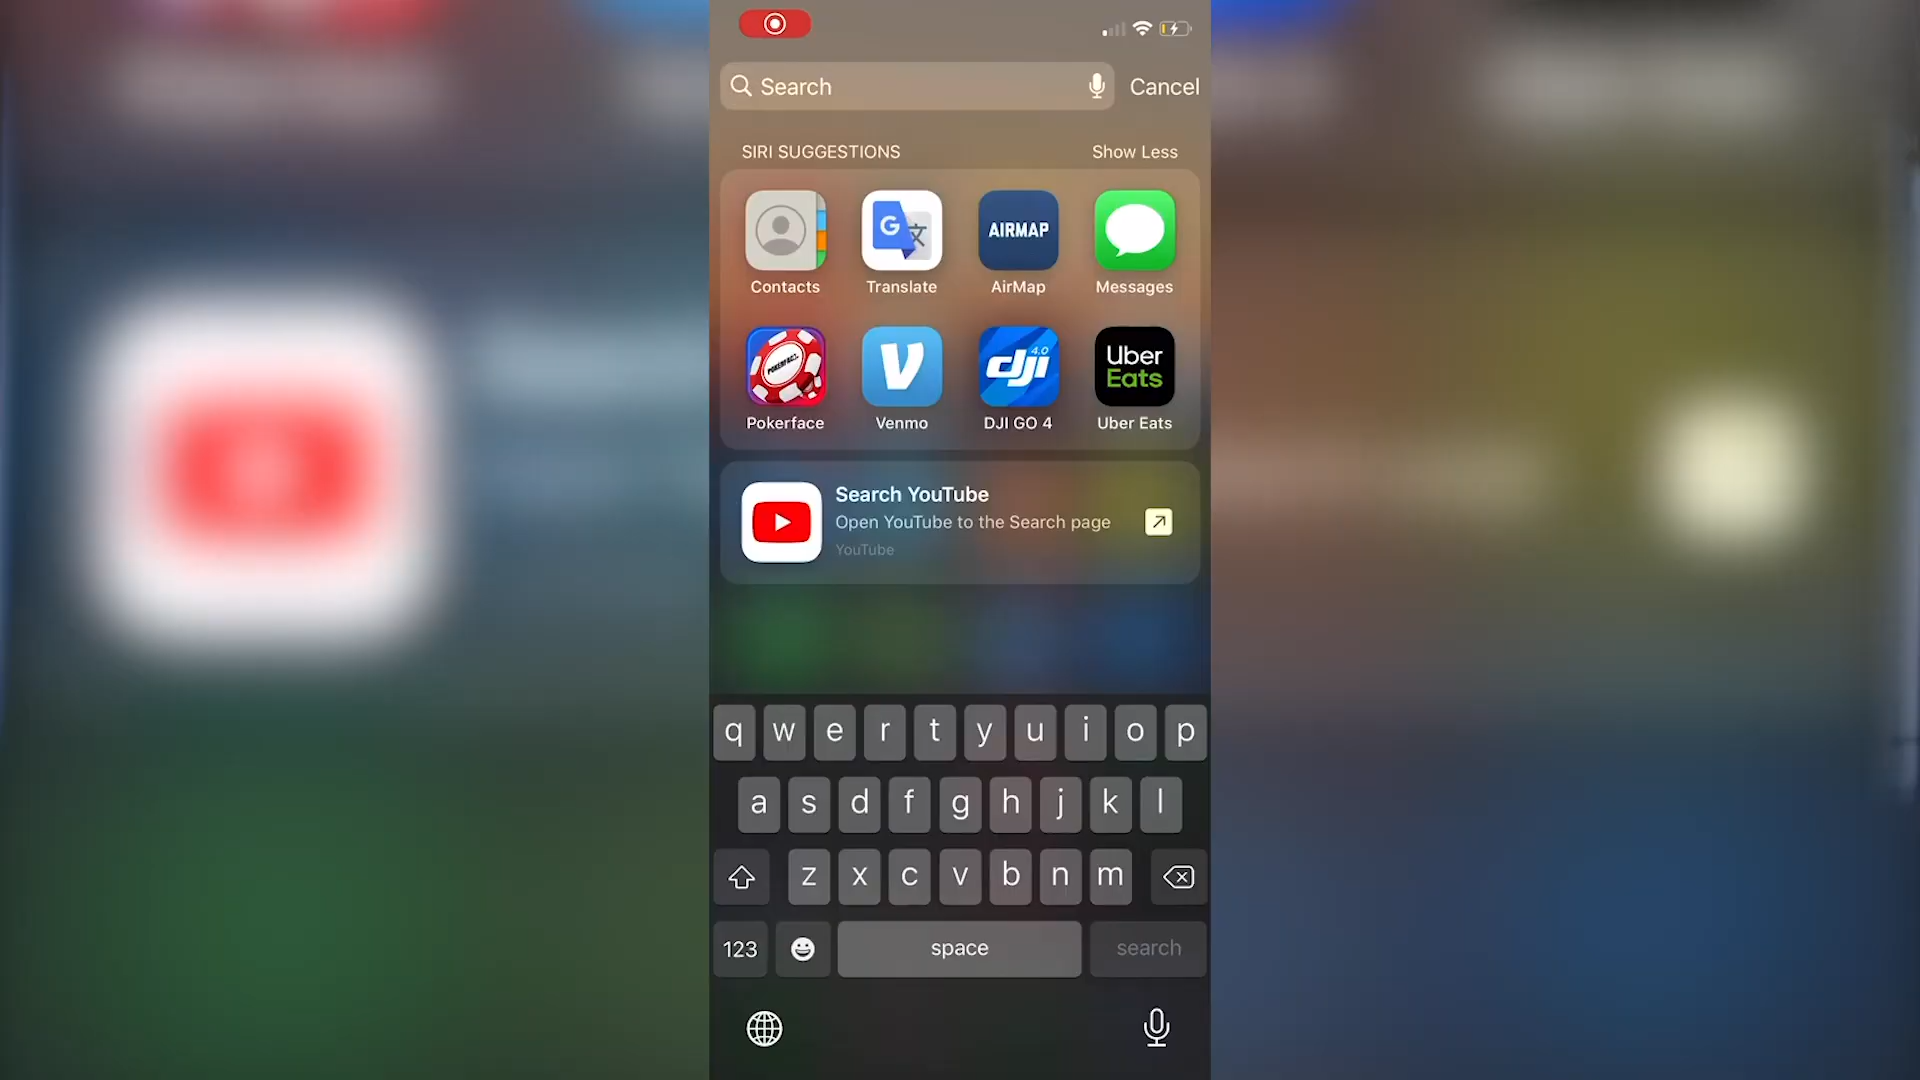 Search
Cancel
SIRI SUGGESTIONS
Show Less
AIRMAP
Contacts
Translate
AirMap
Messages
POKERFACE
dji 4.0
Uber
Eats
Pokerface
Venmo
DJI GO 4
Uber Eats
Search YouTube
Open YouTube to the Search page
YouTube
q w e r t y u i o p
a s d f g h j k l
z x c v b n m
123
space
search